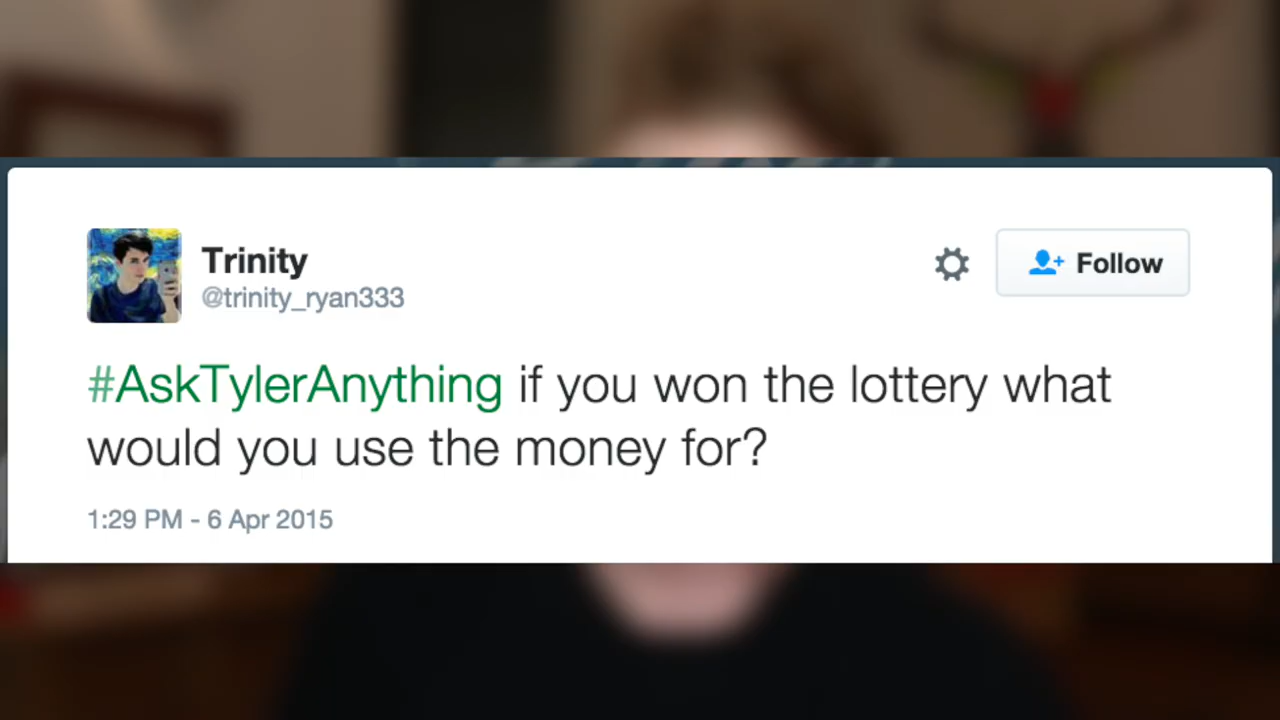 Trinity
@trinity_ryan333
Follow
#AskTylerAnything if you won the lottery what
would you use the money for?
1:29 PM - 6 Apr 2015